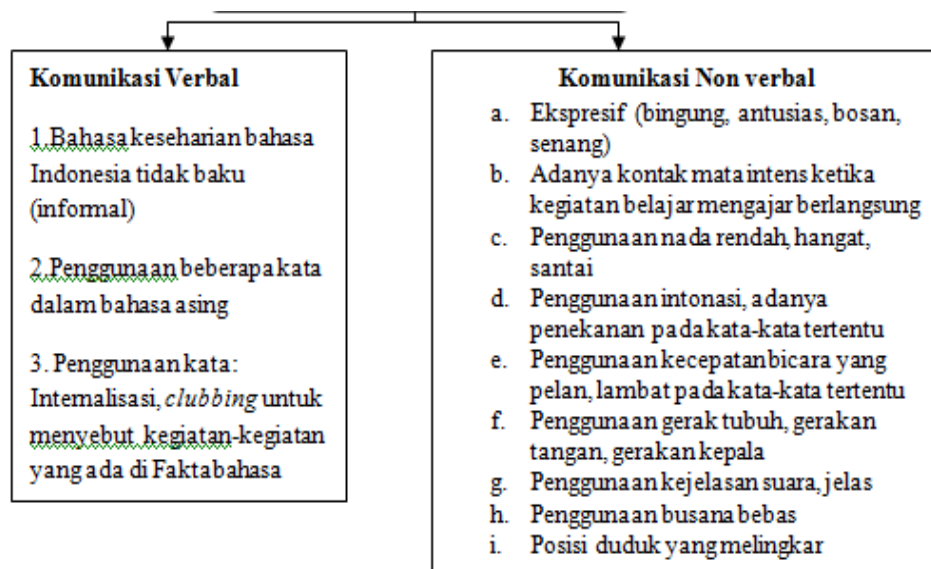 Komunikasi Verbal
1.Bahasa keseharian bahasa
Indonesia tidak baku
(informal)
2.Penggunaan beberapa kata
dalam bahasa asing
3. Penggunaan kata:
Internalisasi, clubbing untuk
menyebut kegiatan-kegiatan
yang ada di Faktabahasa
Komunikasi Non verbal
a. Ekspresif (bingung, antusias, bosan,
senang)
b. Adanya kontak mata intens ketika
kegiatan belajar mengajar berlangsung
c. Penggunaan nada rendah, hangat,
santai
d. Penggunaan intonasi, adanya
penekanan pada kata-kata tertentu
e. Penggunaan kecepatan bicara yang
pelan, lambat pada kata-kata tertentu
f. Penggunaan gerak tubuh, gerakan
tangan, gerakan kepala
g. Penggunaan kejelasan suara, jelas
h. Penggunaan busana bebas
i. Posisi duduk yang melingkar